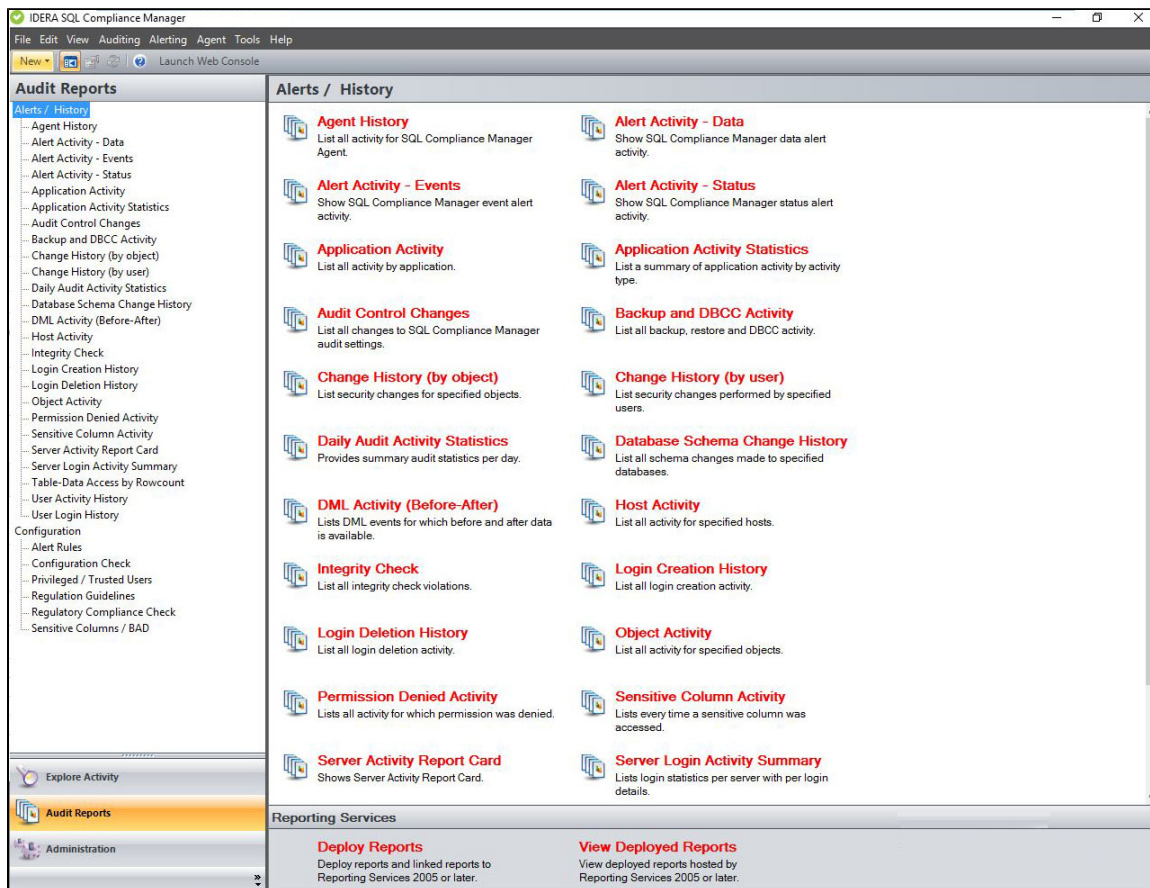 IDERA SQL Compliance Manager
File Edit View Auditing Alerting Agent Tools Help
New Launch Web Console
Audit Reports
Alerts / History
Agent History
Alert Activity - Data
Alert Activity - Events
Alert Activity - Status
Application Activity
Application Activity Statistics
Audit Control Changes
Backup and DBCC Activity
Change History (by object)
Change History (by user)
Daily Audit Activity Statistics
Database Schema Change History
DML Activity (Before-After)
Host Activity
Integrity Check
Login Creation History
Login Deletion History
Object Activity
Permission Denied Activity
Sensitive Column Activity
Server Activity Report Card
Server Login Activity Summary
Table-Data Access by Rowcount
User Activity History
User Login History
Configuration
Alert Rules
Configuration Check
Privileged / Trusted Users
Regulation Guidelines
Regulatory Compliance Check
Sensitive Columns / BAD
Explore Activity
Audit Reports
Administration
Alerts / History
Agent History
List all activity for SQL Compliance Manager
Agent.
Alert Activity - Data
Show SQL Compliance Manager data alert
activity.
Alert Activity - Events
Show SQL Compliance Manager event alert
activity.
Alert Activity - Status
Show SQL Compliance Manager status alert
activity.
Application Activity
List all activity by application.
Application Activity Statistics
List a summary of application activity by activity
type.
Audit Control Changes
List all changes to SQL Compliance Manager
audit settings.
Backup and DBCC Activity
List all backup, restore and DBCC activity.
Change History (by object)
List security changes for specified objects.
Change History (by user)
List security changes performed by specified
users.
Daily Audit Activity Statistics
Provides summary audit statistics per day.
Database Schema Change History
List all schema changes made to specified
databases.
DML Activity (Before-After)
Lists DML events for which before and after data
is available.
Host Activity
List all activity for specified hosts.
Integrity Check
List all integrity check violations.
Login Creation History
List all login creation activity.
Login Deletion History
List all login deletion activity.
Object Activity
List all activity for specified objects.
Permission Denied Activity
Lists all activity for which permission was denied.
Sensitive Column Activity
Lists every time a sensitive column was
accessed.
Server Activity Report Card
Shows Server Activity Report Card.
Server Login Activity Summary
Lists login statistics per server with per login
details.
Reporting Services
Deploy Reports
Deploy reports and linked reports to
Reporting Services 2005 or later.
View Deployed Reports
View deployed reports hosted by
Reporting Services 2005 or later.